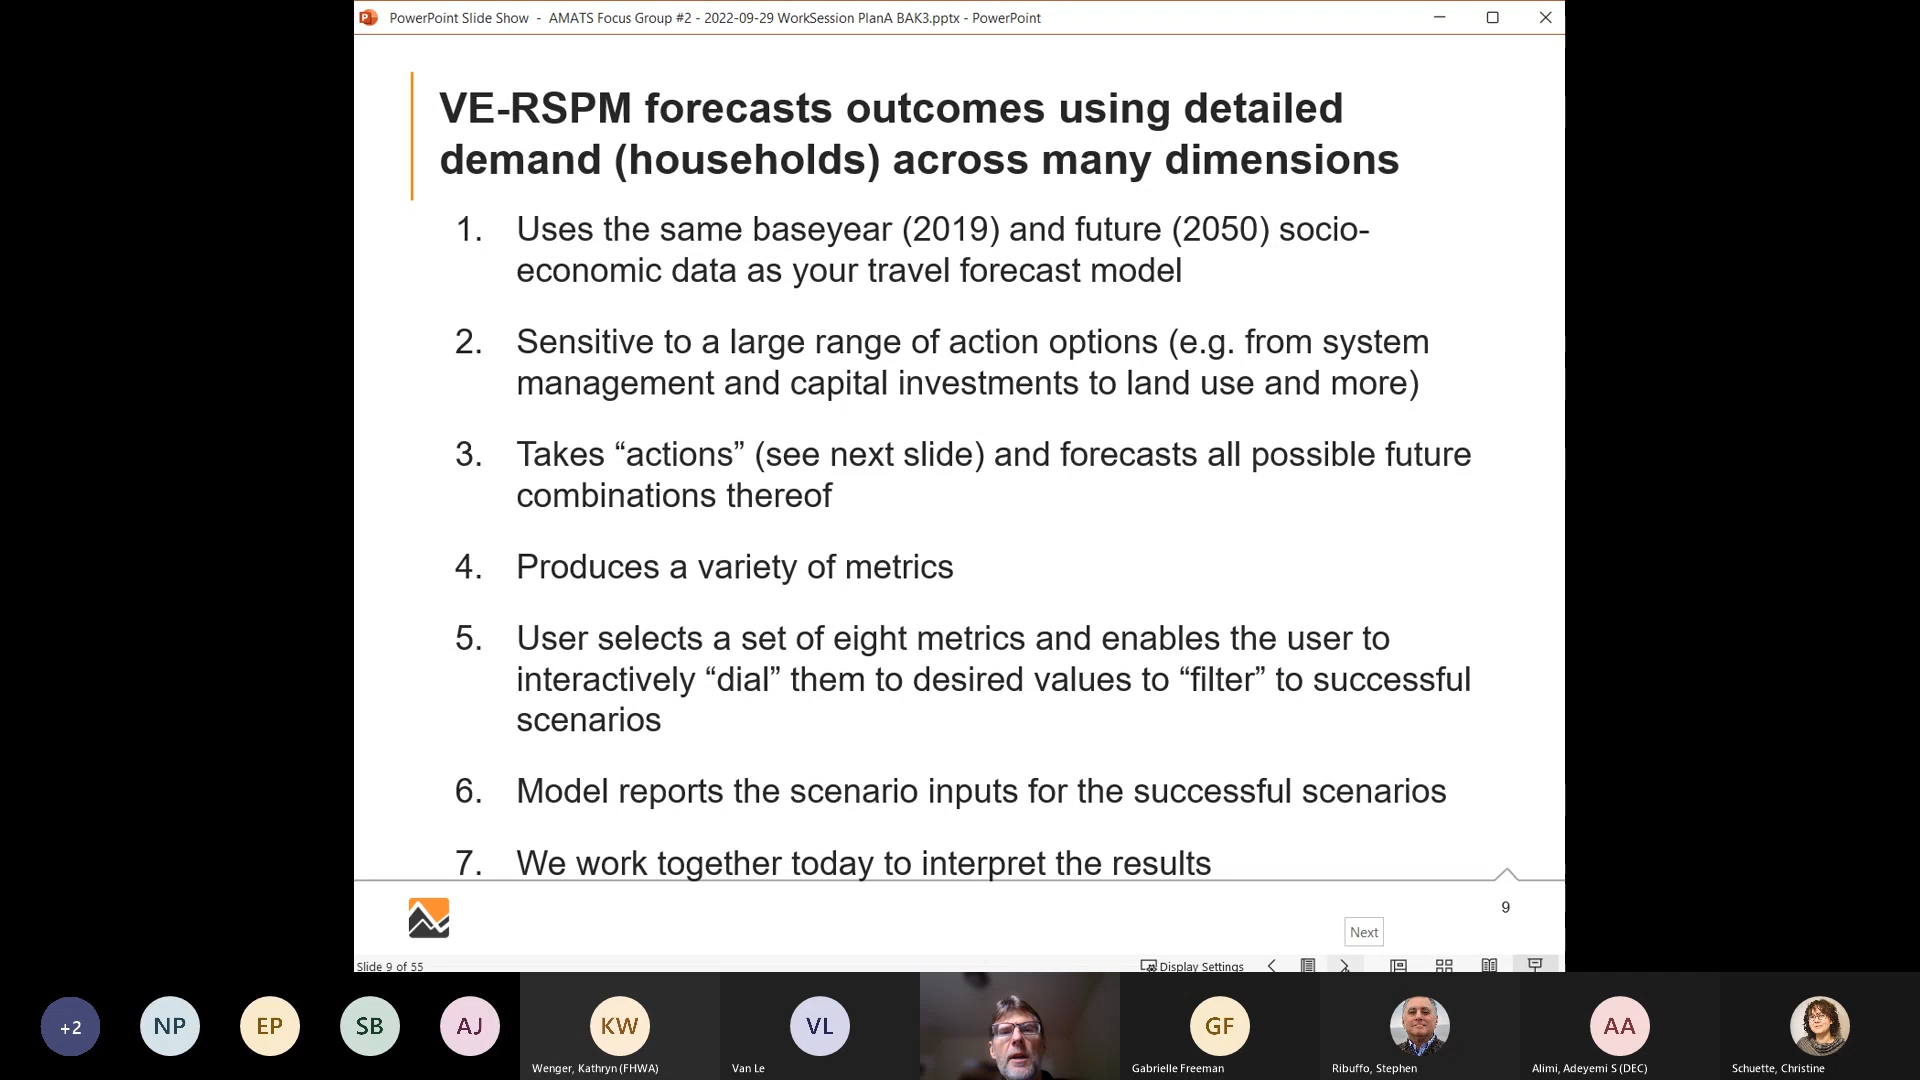 PowerPoint Slide Show - AMATS Focus Group #2 - 2022-09-29 WorkSession PlanA BAK3.pptx - PowerPoint
VE-RSPM forecasts outcomes using detailed
demand (households) across many dimensions
1. Uses the same baseyear (2019) and future (2050) socio-
economic data as your travel forecast model
2. Sensitive to a large range of action options (e.g. from system
management and capital investments to land use and more)
3. Takes “actions” (see next slide) and forecasts all possible future
combinations thereof
4. Produces a variety of metrics
5. User selects a set of eight metrics and enables the user to
interactively “dial” them to desired values to “filter” to successful
scenarios
6. Model reports the scenario inputs for the successful scenarios
7. We work together today to interpret the results
9
Next
Slide 9 of 55
Display Settings
+2
NP
EP
SB
AJ
KW
VL
GF
AA
Wenger, Kathryn (FHWA)
Van Le
Gabrielle Freeman
Ribuffo, Stephen
Alimi, Adeyemi S (DEC)
Schuette, Christine